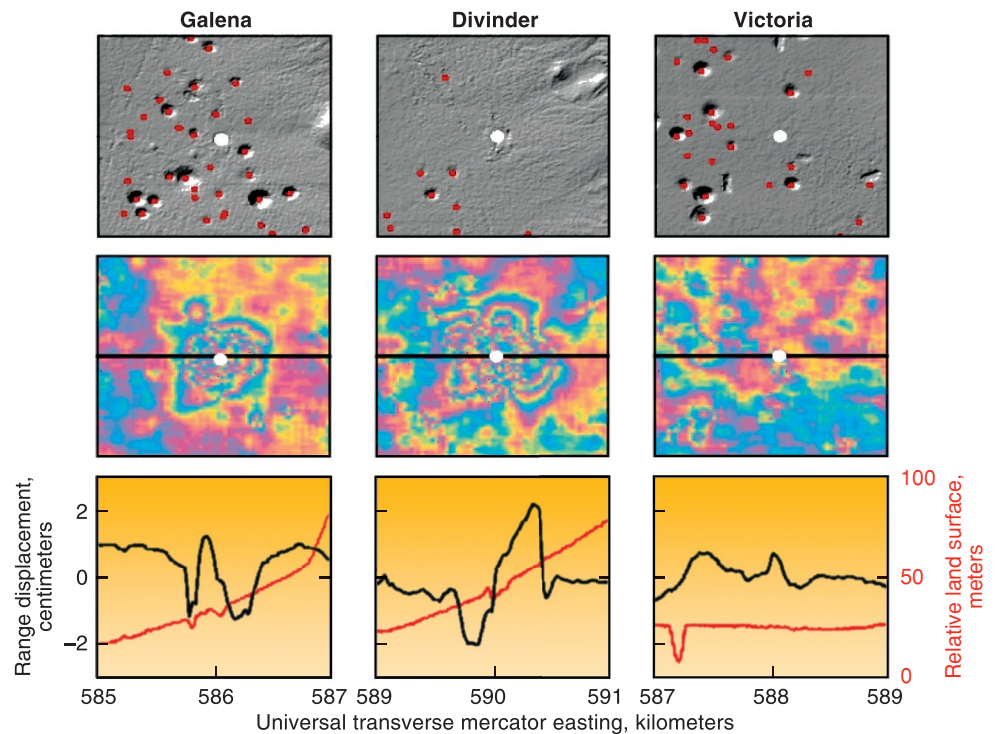 Galena
Divinder
Victoria
Range displacement,
centimeters
2
0
−2
100
50
0
Relative land surface,
meters
585
586
587
589
590
591
587
588
589
Universal transverse mercator easting, kilometers